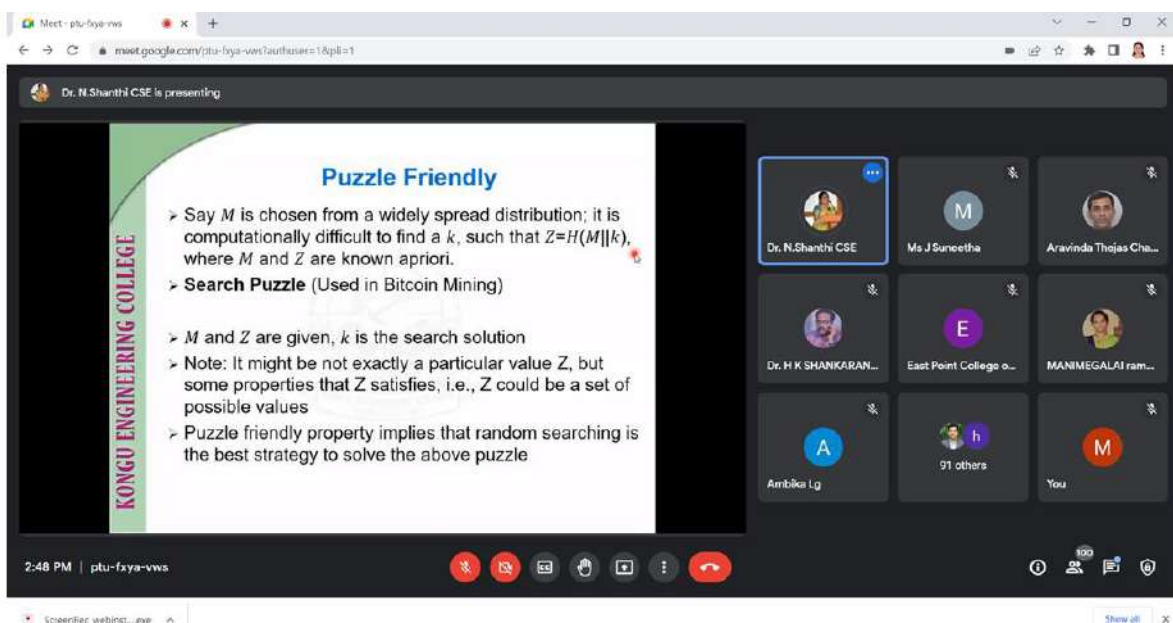 Meet - ptu-fxya-vws
meet.google.com/ptu-fxya-vws?authuser=1&pli=1
Dr. N.Shanthi CSE is presenting
KONGU ENGINEERING COLLEGE
Puzzle Friendly
➢ Say M is chosen from a widely spread distribution; it is
computationally difficult to find a k, such that Z=H(M||k),
where M and Z are known apriori.
➢ Search Puzzle (Used in Bitcoin Mining)
➢ M and Z are given, k is the search solution
➢ Note: It might be not exactly a particular value Z, but
some properties that Z satisfies, i.e., Z could be a set of
possible values
➢ Puzzle friendly property implies that random searching is
the best strategy to solve the above puzzle
Dr. N.Shanthi CSE
M
Ms J Suneetha
Aravinda Thejas Cha...
Dr. H K SHANKARAN...
E
East Point College o...
MANIMEGALAI ram...
A
Ambika Lg
h
91 others
M
You
2:48 PM | ptu-fxya-vws
100
ScreenRec_webinst....exe
Show all